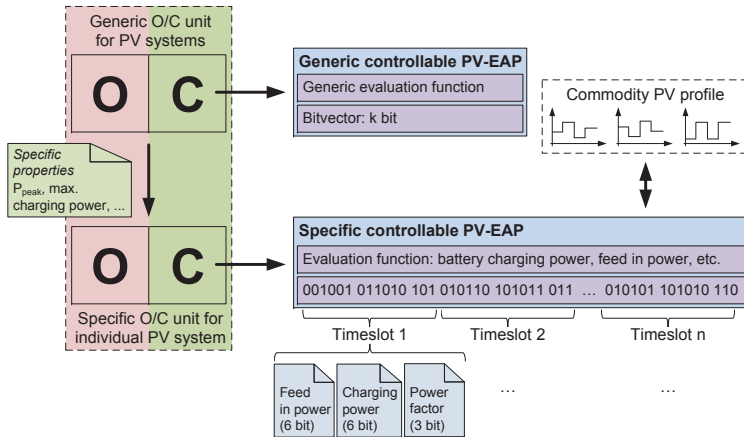 Generic O/C unit
for PV systems
O C
Specific
properties
P_peak, max.
charging power, ...
O C
Specific O/C unit for
individual PV system
Generic controllable PV-EAP
Generic evaluation function
Bitvector: k bit
Commodity PV profile
Specific controllable PV-EAP
Evaluation function: battery charging power, feed in power, etc.
001001 011010 101 010110 101011 011 ... 010101 101010 110
Timeslot 1 Timeslot 2 Timeslot n
Feed
in power
(6 bit)
Charging
power
(6 bit)
Power
factor
(3 bit)
... ...